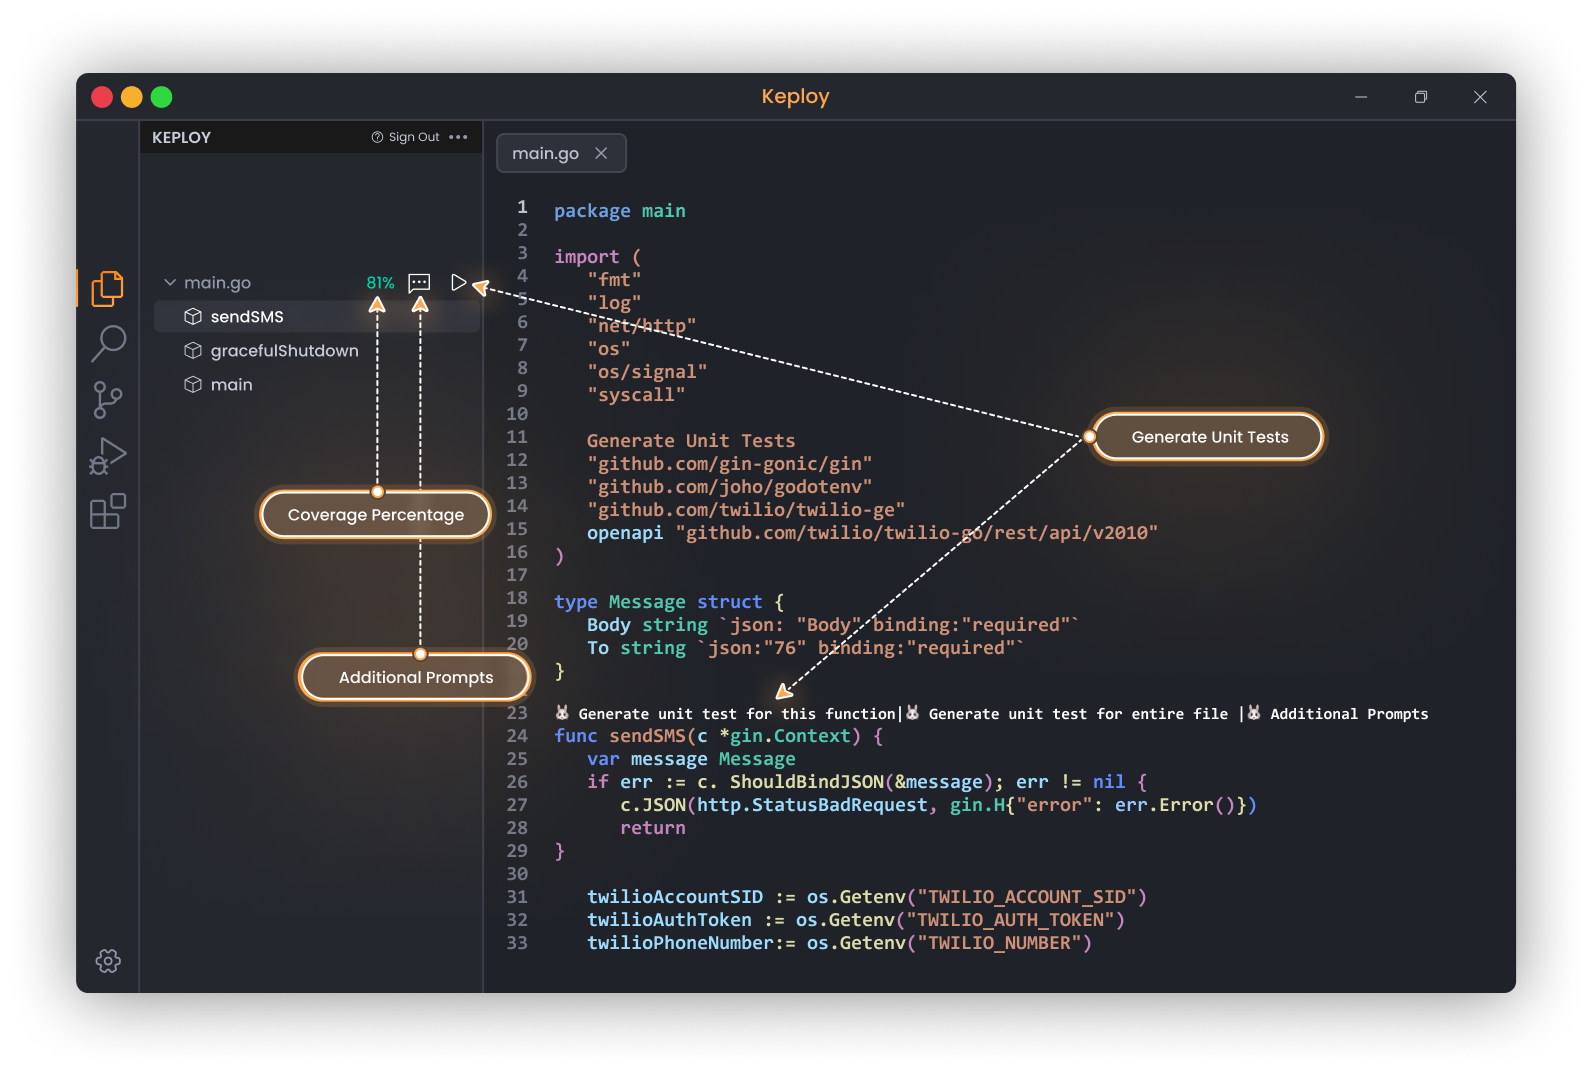 Keploy
KEPLOY
Sign Out
main.go
81%
sendSMS
gracefulShutdown
main
Coverage Percentage
Additional Prompts
main.go
1 package main
2
3 import (
4 "fmt"
5 "log"
6 "net/http"
7 "os"
8 "os/signal"
9 "syscall"
10
11 Generate Unit Tests
12 "github.com/gin-gonic/gin"
13 "github.com/joho/godotenv"
14 "github.com/twilio/twilio-ge"
15 openapi "github.com/twilio/twilio-go/rest/api/v2010"
16 )
17
18 type Message struct {
19 Body string `json: "Body" binding:"required"`
20 To string `json:"76" binding:"required"`
}
23 Generate unit test for this function| Generate unit test for entire file | Additional Prompts
24 func sendSMS(c *gin.Context) {
25 var message Message
26 if err := c. ShouldBindJSON(&message); err != nil {
27 c.JSON(http.StatusBadRequest, gin.H{"error": err.Error()})
28 return
29 }
30
31 twilioAccountSID := os.Getenv("TWILIO_ACCOUNT_SID")
32 twilioAuthToken := os.Getenv("TWILIO_AUTH_TOKEN")
33 twilioPhoneNumber:= os.Getenv("TWILIO_NUMBER")
Generate Unit Tests